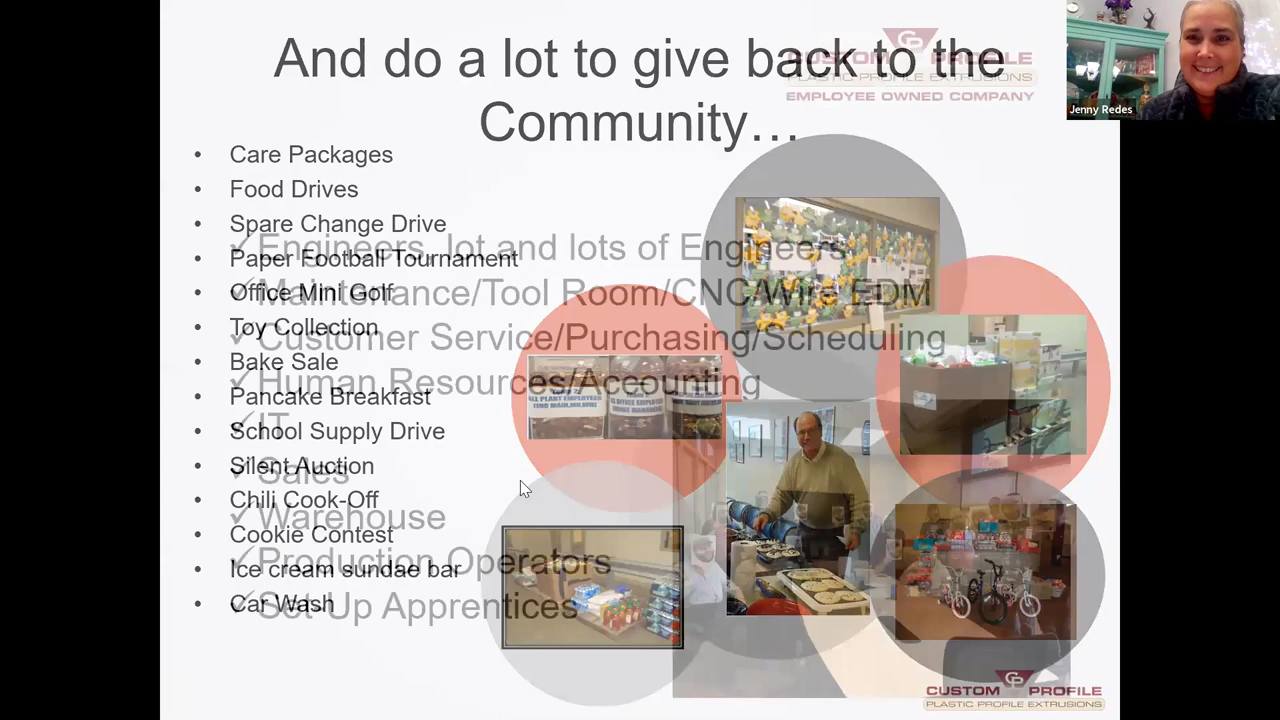 And do a lot to give back to the
Community…
CUSTOM PROFILE
PLASTIC PROFILE EXTRUSIONS
EMPLOYEE OWNED COMPANY
Jenny Redes
• Care Packages
• Food Drives
• Spare Change Drive
• Paper Football Tournament
• Office Mini Golf
• Toy Collection
• Bake Sale
• Pancake Breakfast
• School Supply Drive
• Silent Auction
• Chili Cook-Off
• Cookie Contest
• Ice cream sundae bar
• Car Wash
✓ Engineers, lot and lots of Engineers
✓ Maintenance/Tool Room/CNC/Wire EDM
✓ Customer Service/Purchasing/Scheduling
✓ Human Resources/Accounting
✓ IT
✓ Sales
✓ Warehouse
✓ Production Operators
✓ Set-Up Apprentices
ALL PLANT EMPLOYEES
CP
CUSTOM PROFILE
PLASTIC PROFILE EXTRUSIONS